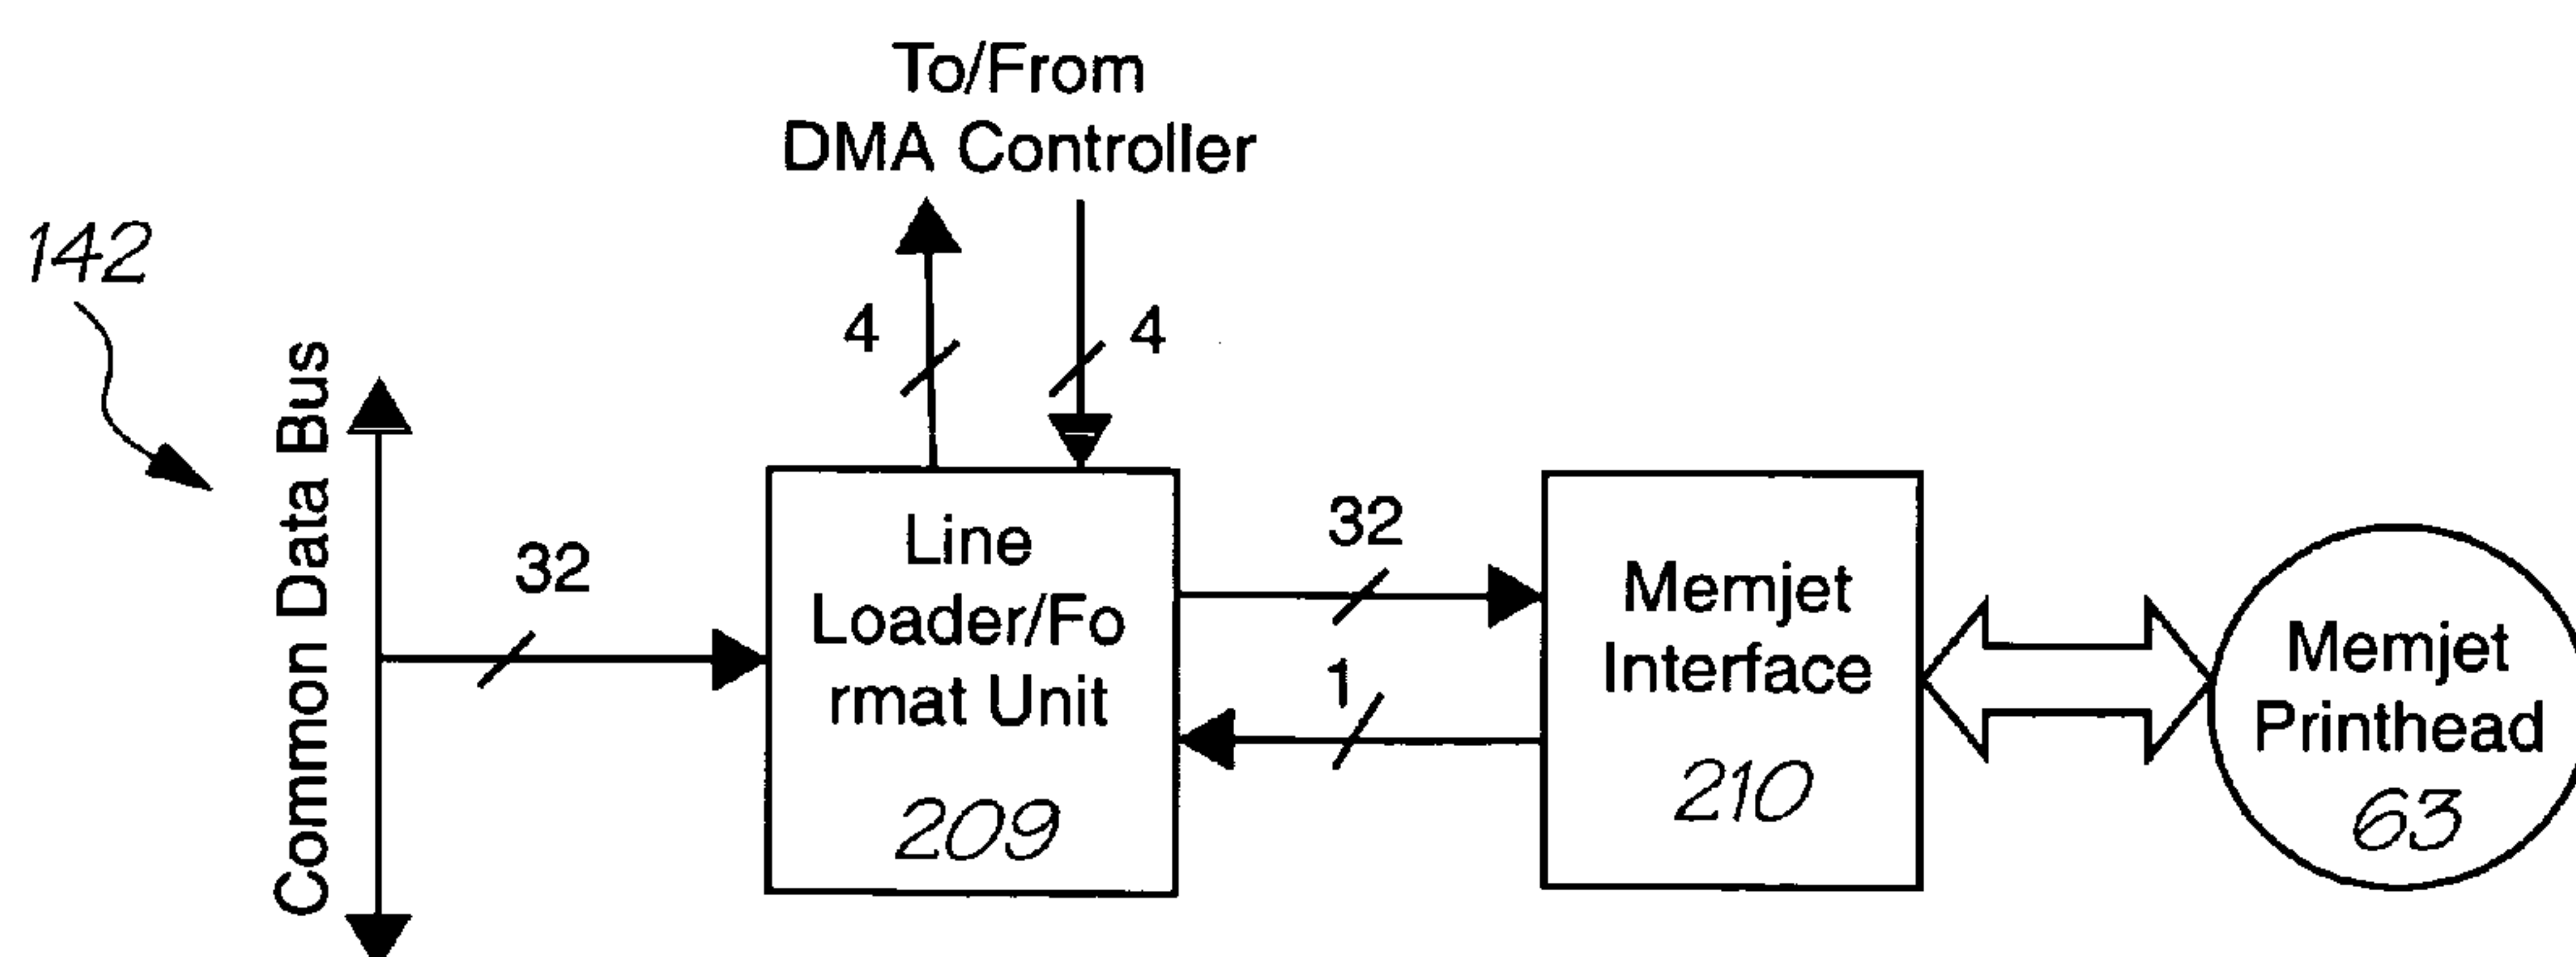 To/From
DMA Controller
142
4
4
Common Data Bus
32
Line
Loader/Fo
rmat Unit
209
32
1
Memjet
Interface
210
Memjet
Printhead
63